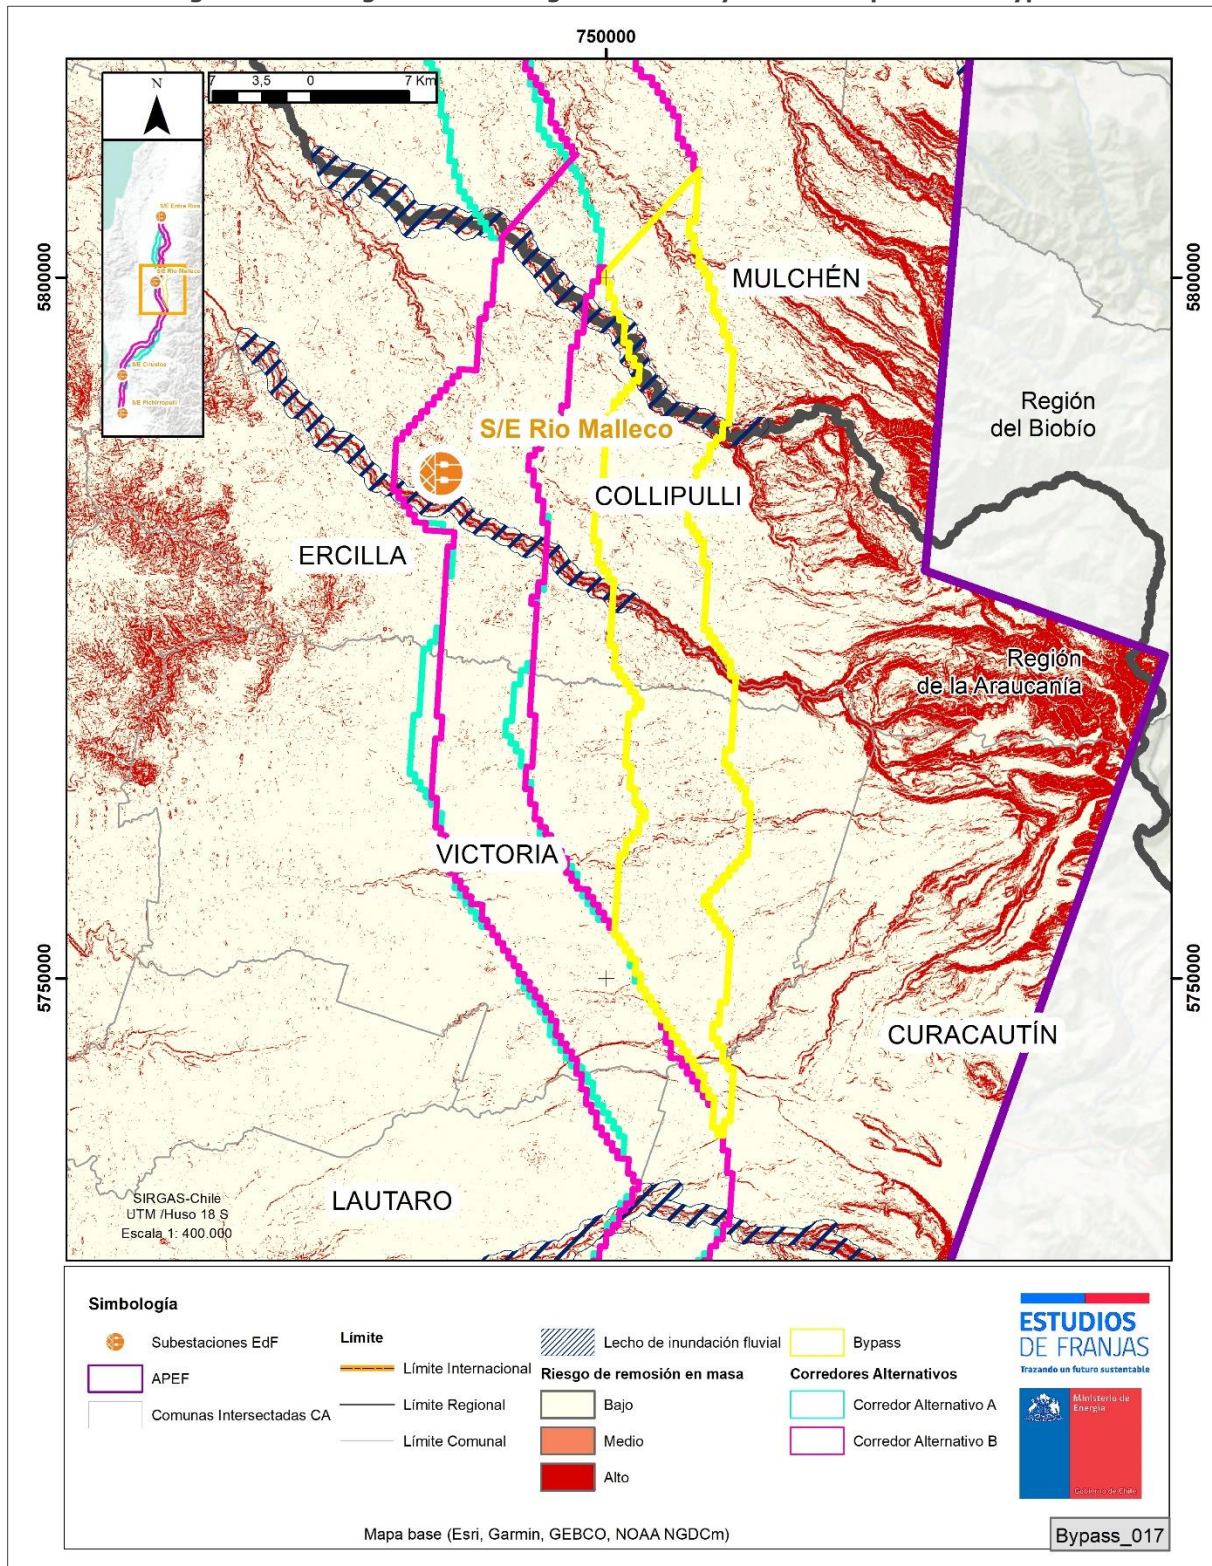 750000
N
7 3,5 0 7 Km
S/E Entre Rios
S/E Rio Malleco
S/E Ciruelos
S/E Pichirropulli
5800000
5800000
MULCHÉN
Región
del Biobío
S/E Rio Malleco
COLLIPULLI
ERCILLA
Región
de la Araucanía
VICTORIA
5750000
5750000
CURACAUTÍN
LAUTARO
SIRGAS-Chile
UTM /Huso 18 S
Escala 1: 400.000
Simbología
Subestaciones EdF
APEF
Comunas Intersectadas CA
Límite
Límite Internacional
Límite Regional
Límite Comunal
Lecho de inundación fluvial
Riesgo de remosión en masa
Bajo
Medio
Alto
Bypass
Corredores Alternativos
Corredor Alternativo A
Corredor Alternativo B
ESTUDIOS
DE FRANJAS
Trazando un futuro sustentable
Ministerio de
Energía
Gobierno de Chile
Mapa base (Esri, Garmin, GEBCO, NOAA NGDCm)
Bypass_017